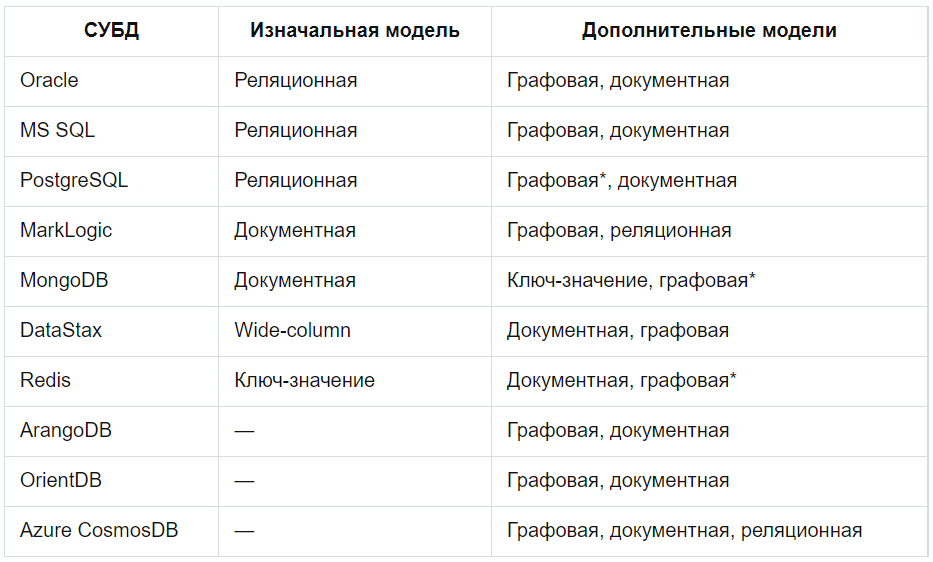 СУБД Изначальная модель Дополнительные модели
Oracle Реляционная Графовая, документная
MS SQL Реляционная Графовая, документная
PostgreSQL Реляционная Графовая*, документная
MarkLogic Документная Графовая, реляционная
MongoDB Документная Ключ-значение, графовая*
DataStax Wide-column Документная, графовая
Redis Ключ-значение Документная, графовая*
ArangoDB — Графовая, документная
OrientDB — Графовая, документная
Azure CosmosDB — Графовая, документная, реляционная